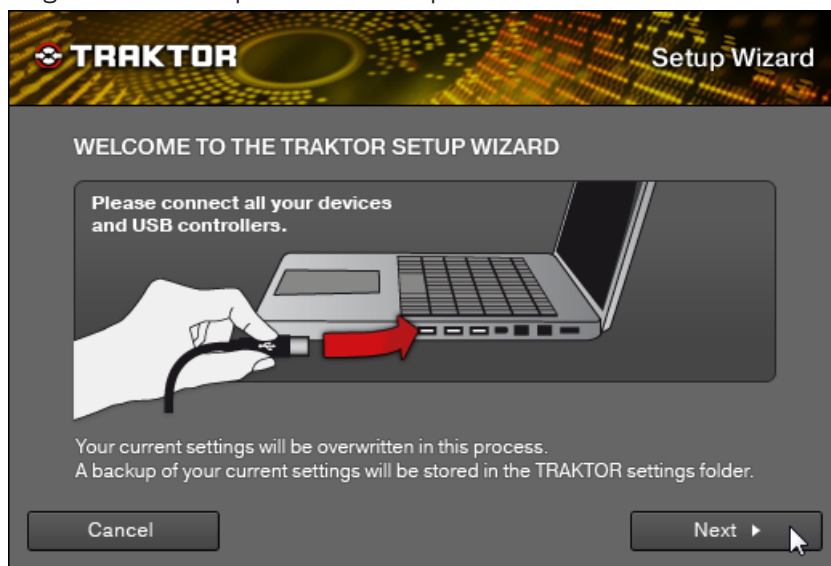 TRAKTOR
Setup Wizard
WELCOME TO THE TRAKTOR SETUP WIZARD
Please connect all your devices
and USB controllers.
Your current settings will be overwritten in this process.
A backup of your current settings will be stored in the TRAKTOR settings folder.
Cancel
Next